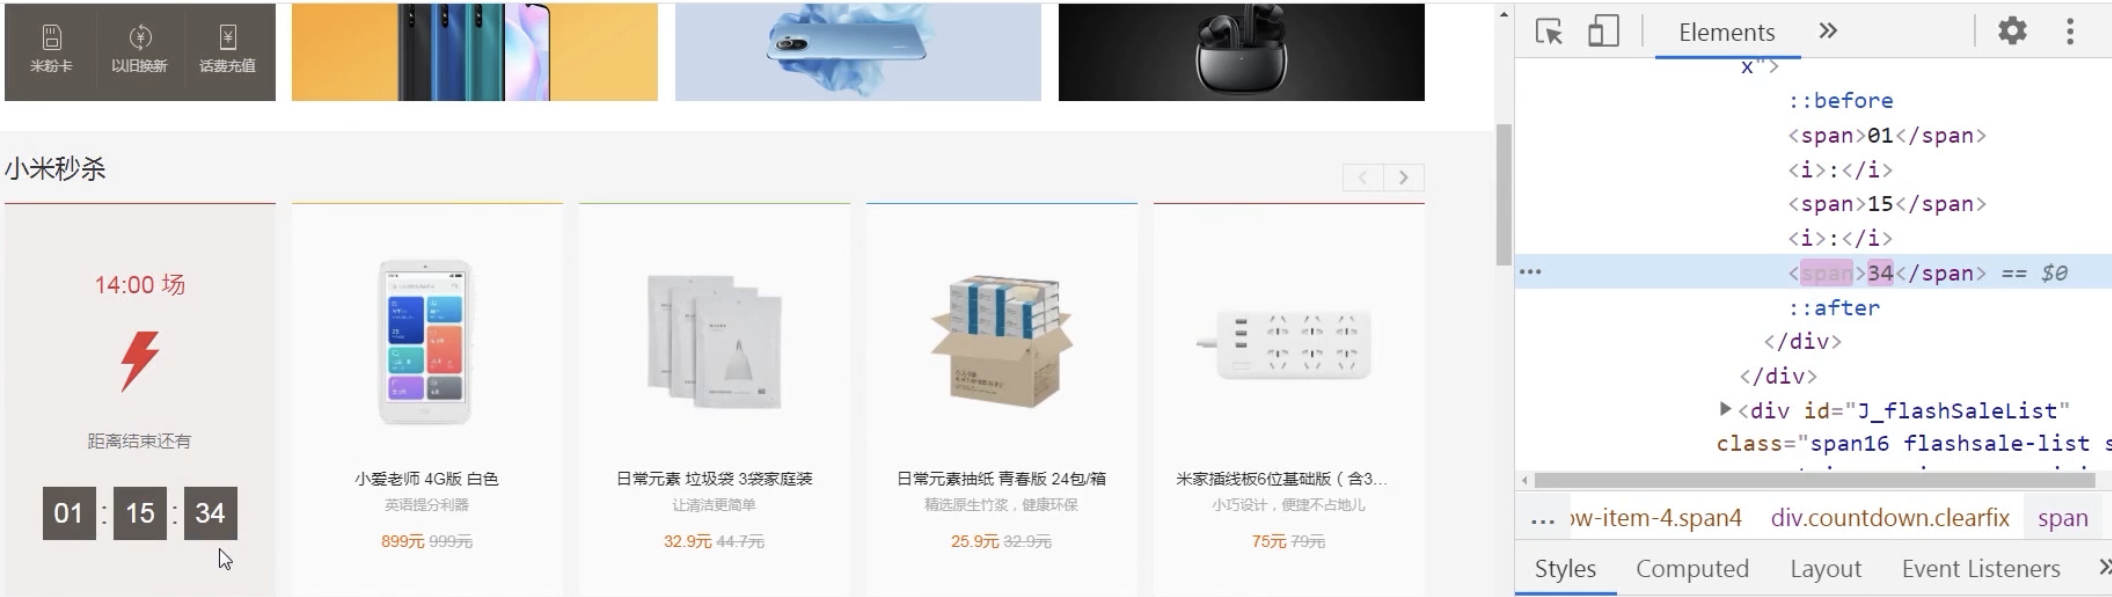 米粉卡
以旧换新
话费充值
小米秒杀
14:00 场
距离结束还有
01 : 15 : 34
小爱老师 4G版 白色
英语提分利器
899元 999元
日常元素 垃圾袋 3袋家庭装
让清洁更简单
32.9元 44.7元
日常元素抽纸 青春版 24包/箱
精选原生竹浆，健康环保
25.9元 32.9元
米家插线板6位基础版（含3...
小巧设计，便捷不占地儿
75元 79元
Elements
x">
::before
<span>01</span>
<i>:</i>
<span>15</span>
<i>:</i>
<span>34</span> == $0
::after
</div>
</div>
<div id="J_flashSaleList"
class="span16 flashsale-list s
... ow-item-4.span4 div.countdown.clearfix span
Styles Computed Layout Event Listeners